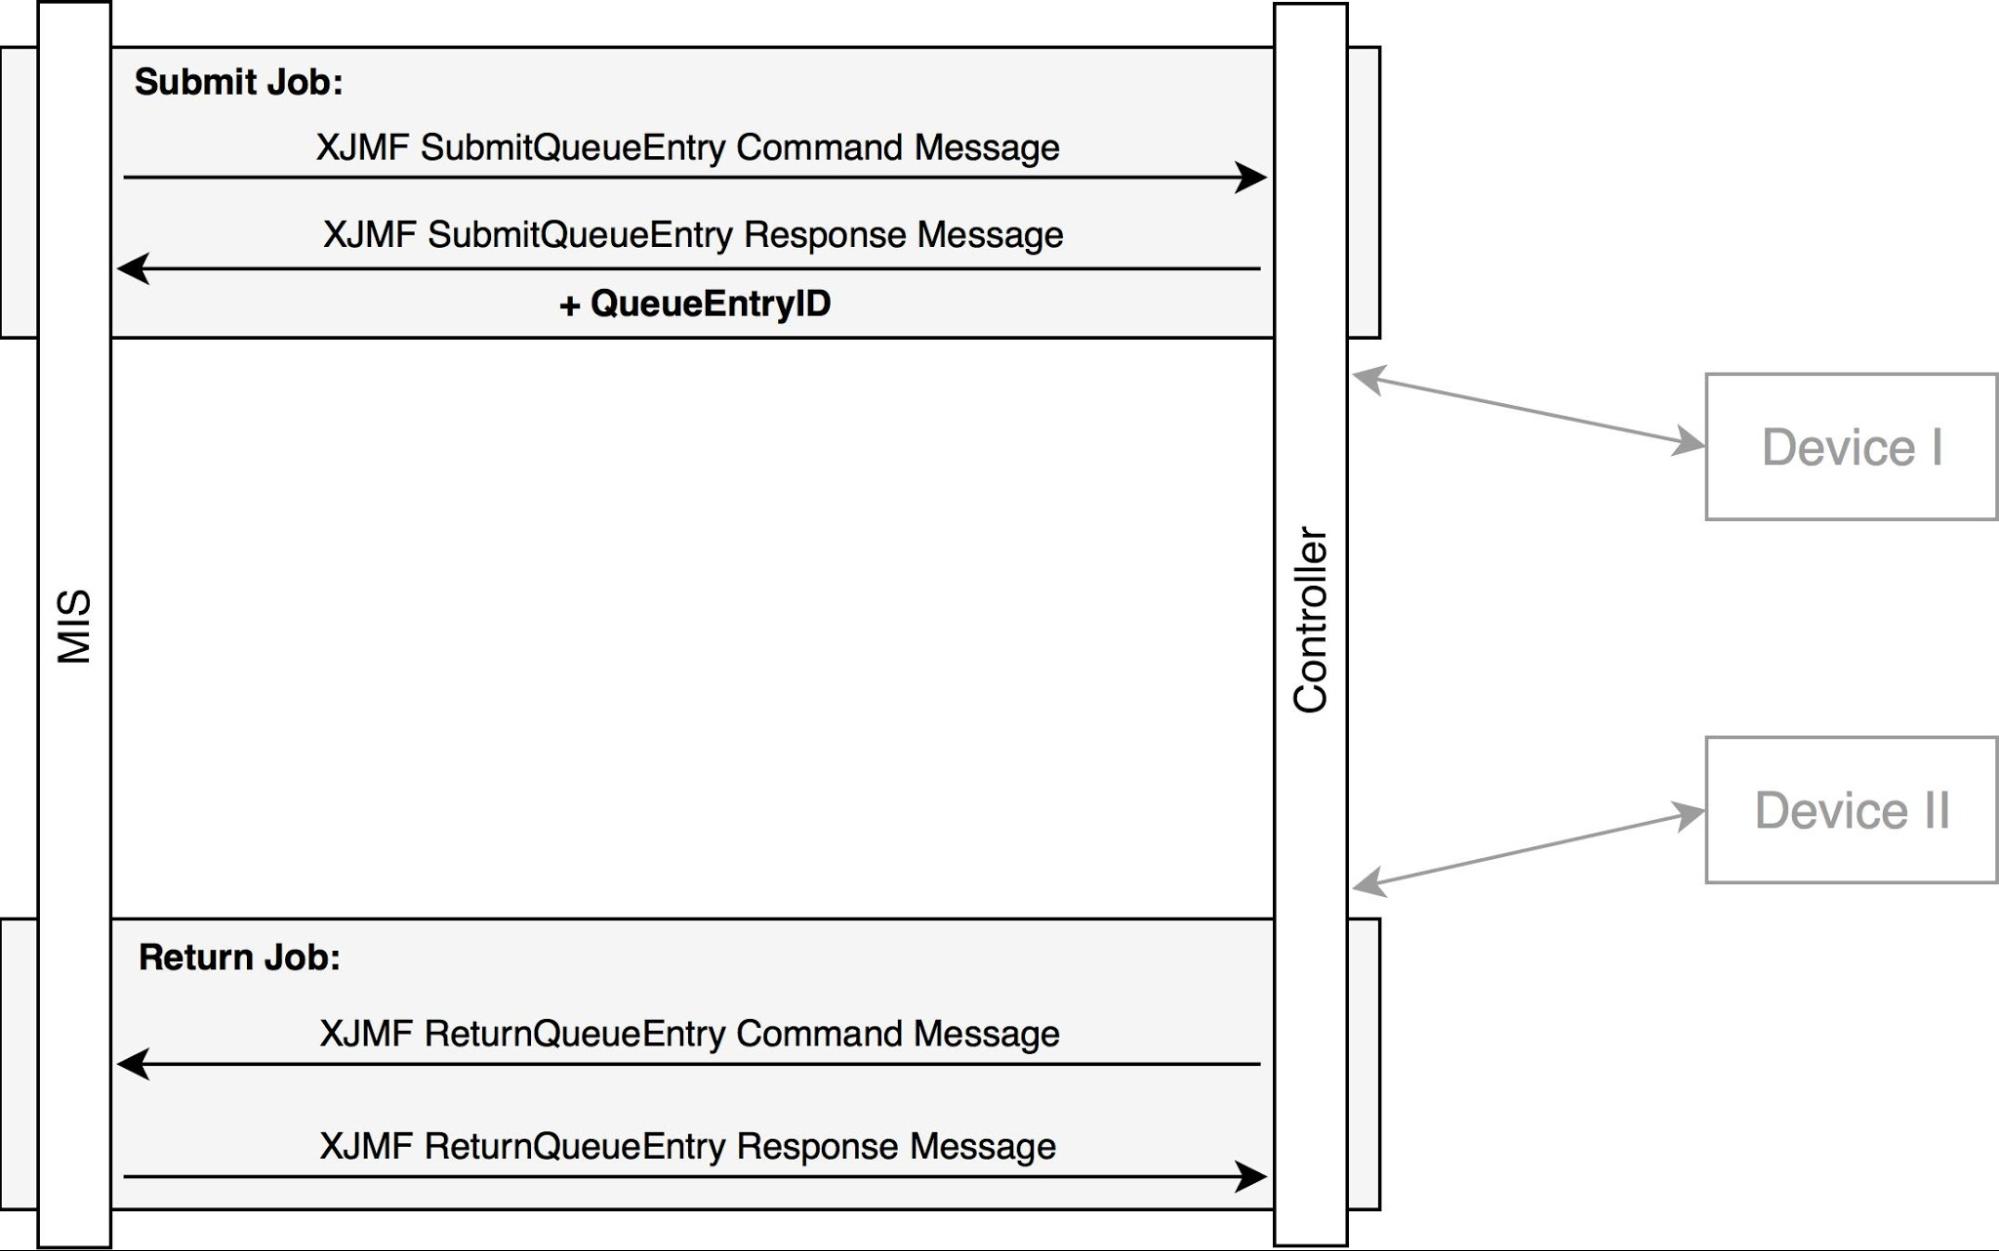 Submit Job:
XJMF SubmitQueueEntry Command Message
XJMF SubmitQueueEntry Response Message
+ QueueEntryID
Device I
MIS
Controller
Device II
Return Job:
XJMF ReturnQueueEntry Command Message
XJMF ReturnQueueEntry Response Message